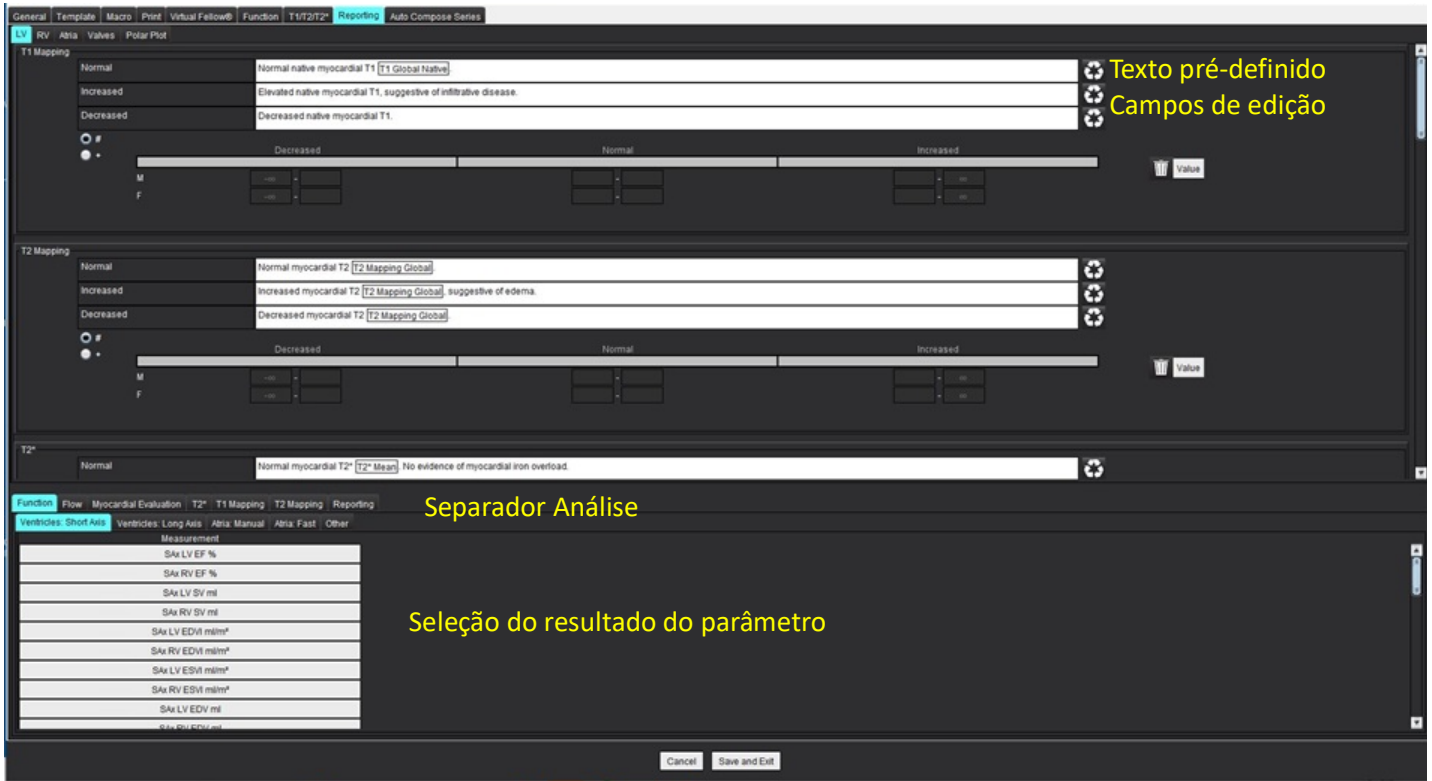 General Template Macro Print Virtual Fellow® Function T1/T2/T2* Reporting Auto Compose Series
LV RV Atria Valves Polar Plot
T1 Mapping
Normal Normal native myocardial T1 T1 Global Native.
Texto pré-definido
Increased Elevated native myocardial T1, suggestive of infiltrative disease.
Campos de edição
Decreased Decreased native myocardial T1.
#
+
Decreased Normal Increased
Value
M -∞ - - - ∞
F -∞ - - - ∞
T2 Mapping
Normal Normal myocardial T2 T2 Mapping Global.
Increased Increased myocardial T2 T2 Mapping Global, suggestive of edema.
Decreased Decreased myocardial T2 T2 Mapping Global.
#
+
Decreased Normal Increased
Value
M -∞ - - - ∞
F -∞ - - - ∞
T2*
Normal Normal myocardial T2* T2* Mean. No evidence of myocardial iron overload.
Function Flow Myocardial Evaluation T2* T1 Mapping T2 Mapping Reporting
Separador Análise
Ventricles: Short Axis Ventricles: Long Axis Atria: Manual Atria: Fast Other
Measurement
SAx LV EF %
SAx RV EF %
SAx LV SV ml
SAx RV SV ml
Seleção do resultado do parâmetro
SAx LV EDVI ml/m²
SAx RV EDVI ml/m²
SAx LV ESVI ml/m²
SAx RV ESVI ml/m²
SAx LV EDV ml
SAx RV EDV ml
Cancel Save and Exit